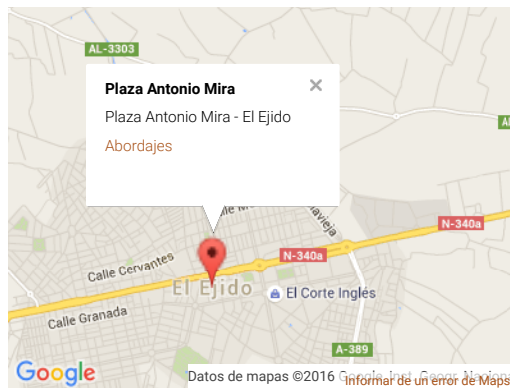 AL-3303
Plaza Antonio Mira
Plaza Antonio Mira - El Ejido
Abordajes
N-340a
N-340a
Calle Cervantes
El Ejido
El Corte Inglés
Calle Granada
A-389
Google
Datos de mapas ©2016
Informar de un error de Maps